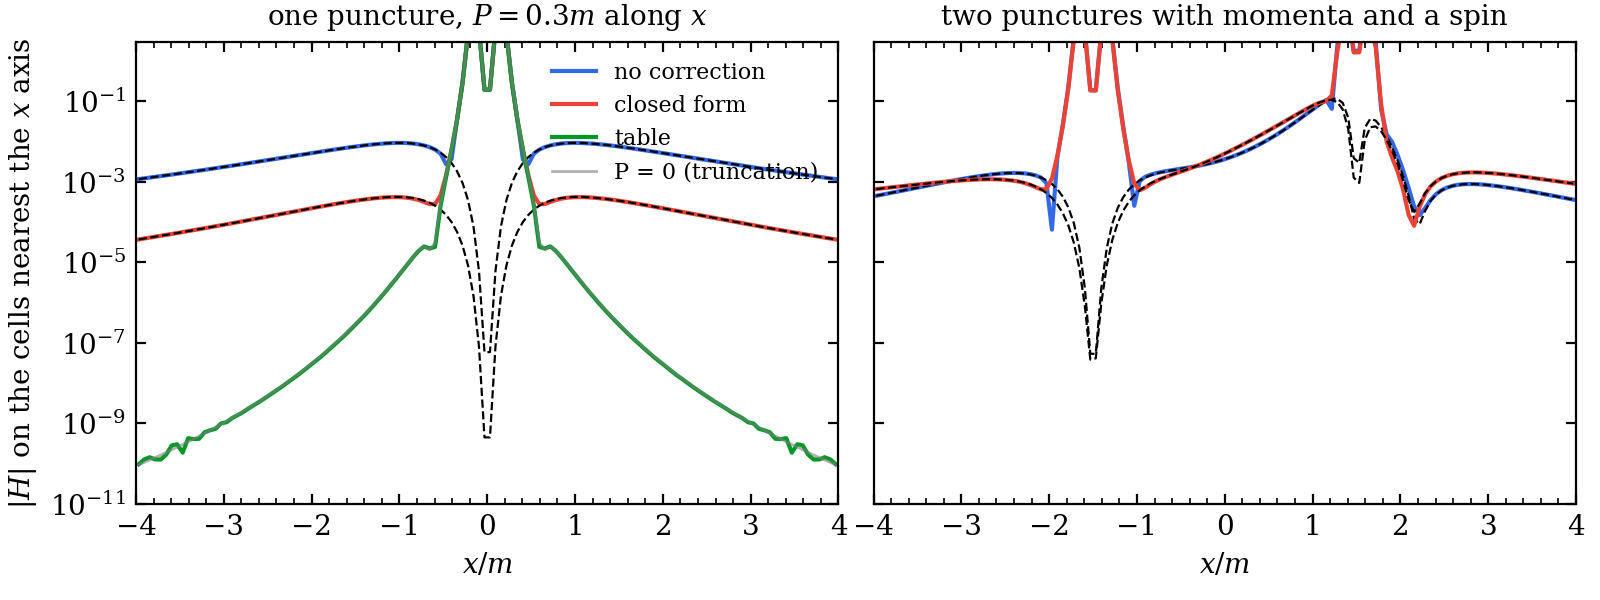 one puncture, P = 0.3m along x
two punctures with momenta and a spin
|H| on the cells nearest the x axis
10⁻¹
10⁻³
10⁻⁵
10⁻⁷
10⁻⁹
10⁻¹¹
no correction
closed form
table
P = 0 (truncation)
−4 −3 −2 −1 0 1 2 3 4
−4 −3 −2 −1 0 1 2 3 4
x/m
x/m